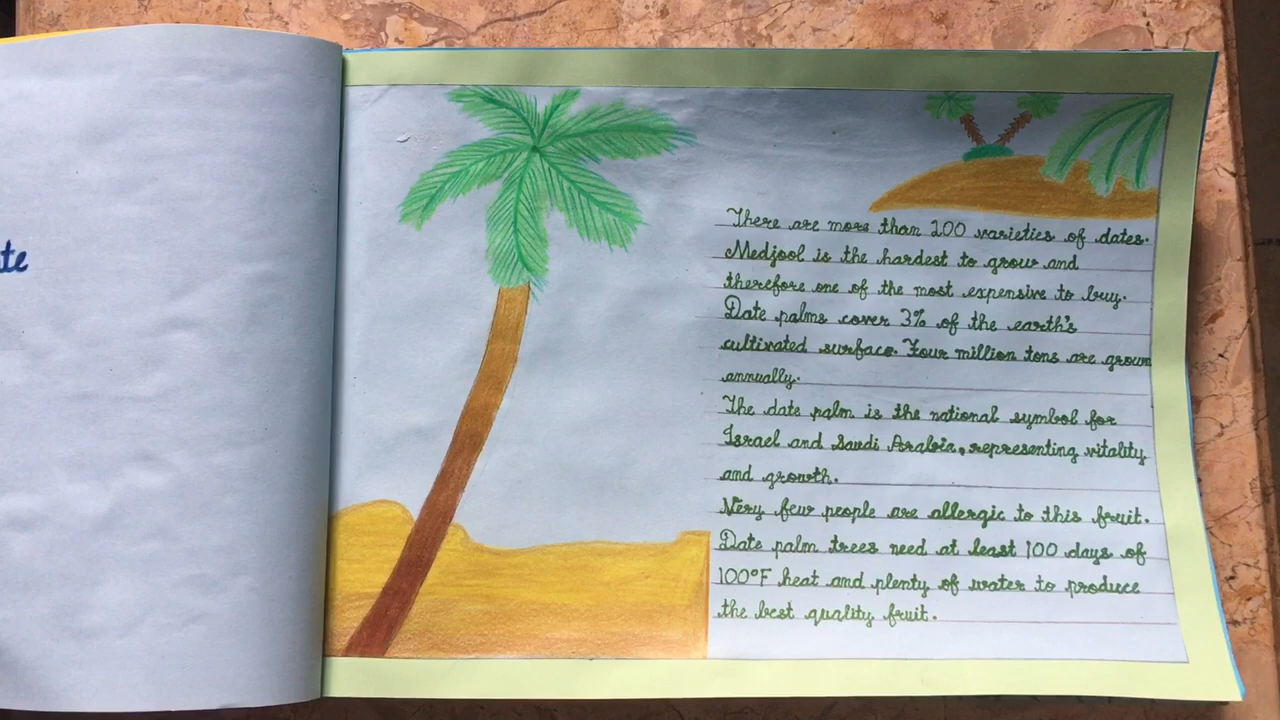 te
There are more than 200 varieties of dates.
Medjool is the hardest to grow and
therefore one of the most expensive to buy.
Date palms cover 3% of the earth's
cultivated surface. Four million tons are grown
annually.
The date palm is the national symbol for
Israel and Saudi Arabia, representing vitality
and growth.
Very few people are allergic to this fruit.
Date palm trees need at least 100 days of
100°F heat and plenty of water to produce
the best quality fruit.